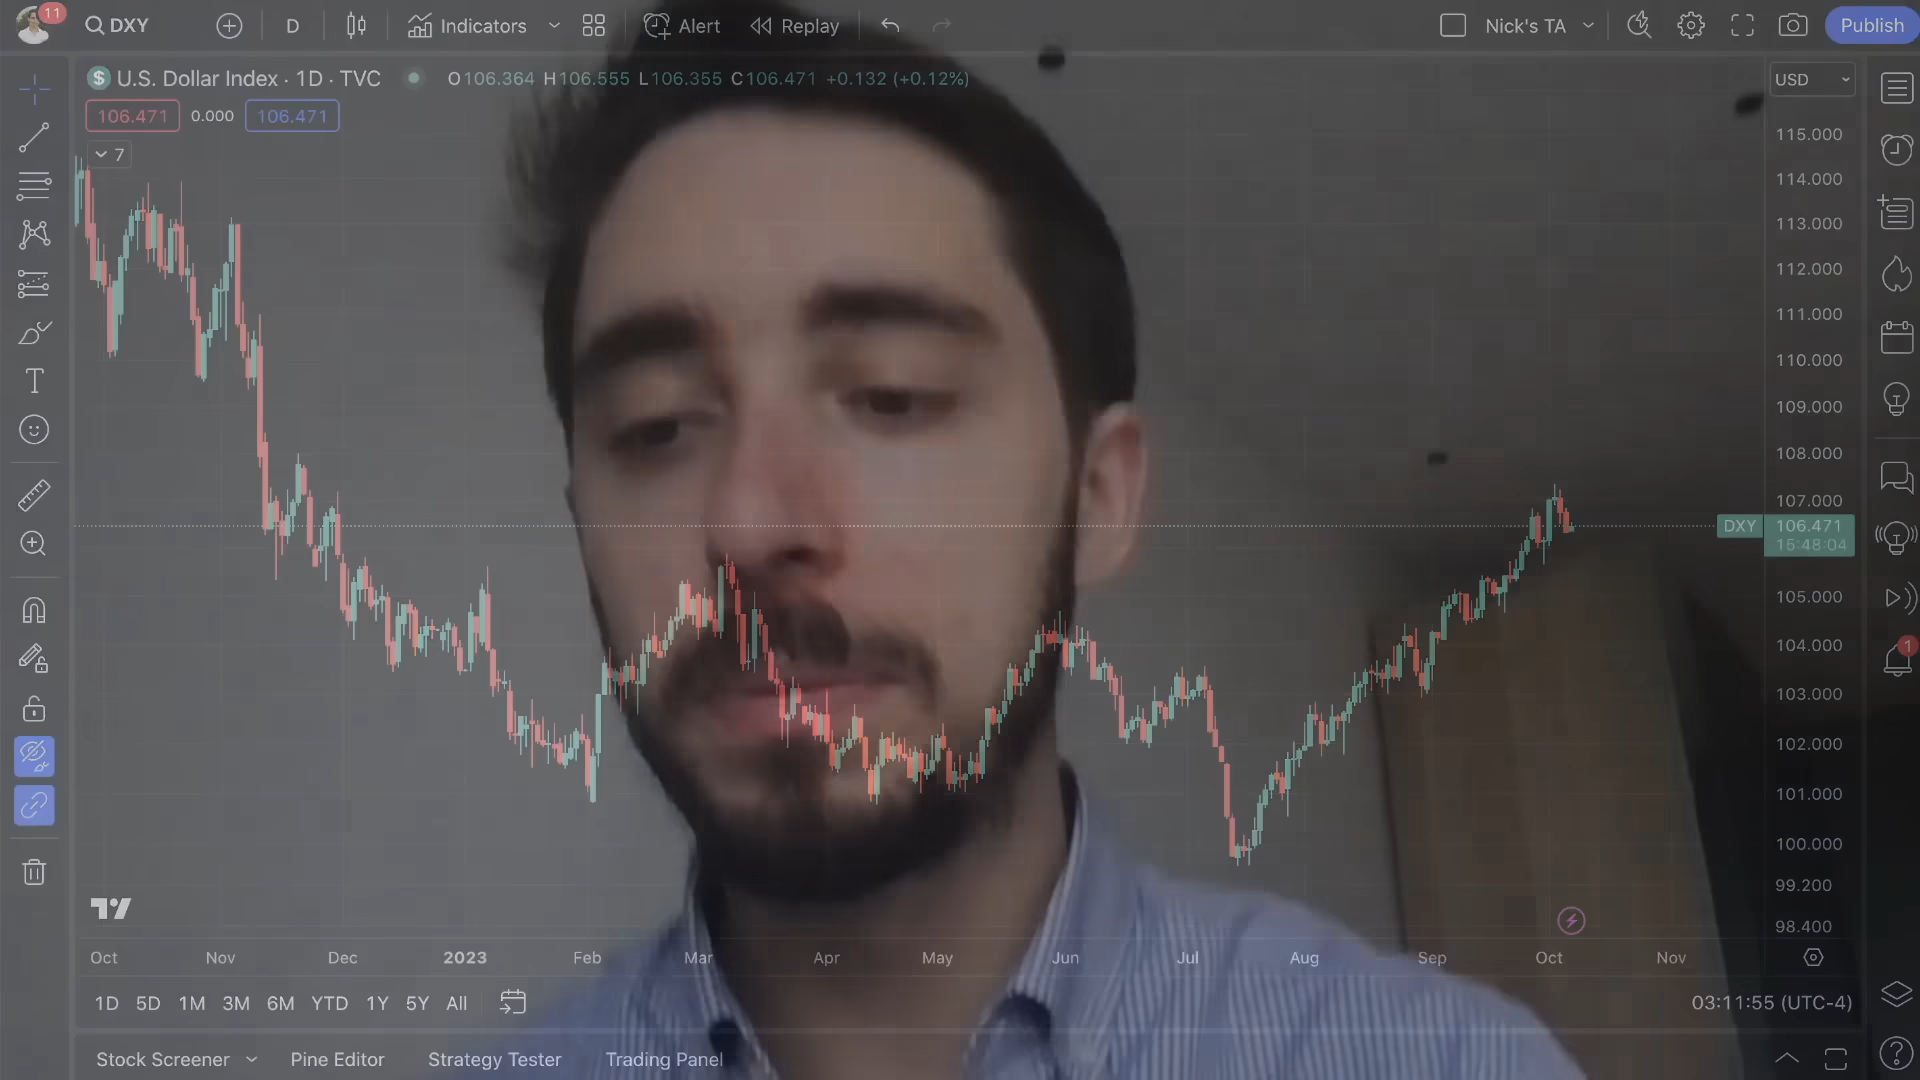 11
DXY
D
Indicators
Alert
Replay
Nick's TA
Publish
U.S. Dollar Index · 1D · TVC
O106.364 H106.555 L106.355 C106.471 +0.132 (+0.12%)
USD
106.471
0.000
106.471
7
115.000
114.000
113.000
112.000
111.000
110.000
109.000
108.000
107.000
DXY 106.471
15:48:04
105.000
104.000
103.000
102.000
101.000
100.000
99.200
98.400
1
Oct Nov Dec 2023 Feb Mar Apr May Jun Jul Aug Sep Oct Nov
1D 5D 1M 3M 6M YTD 1Y 5Y All
03:11:55 (UTC-4)
Stock Screener
Pine Editor
Strategy Tester
Trading Panel